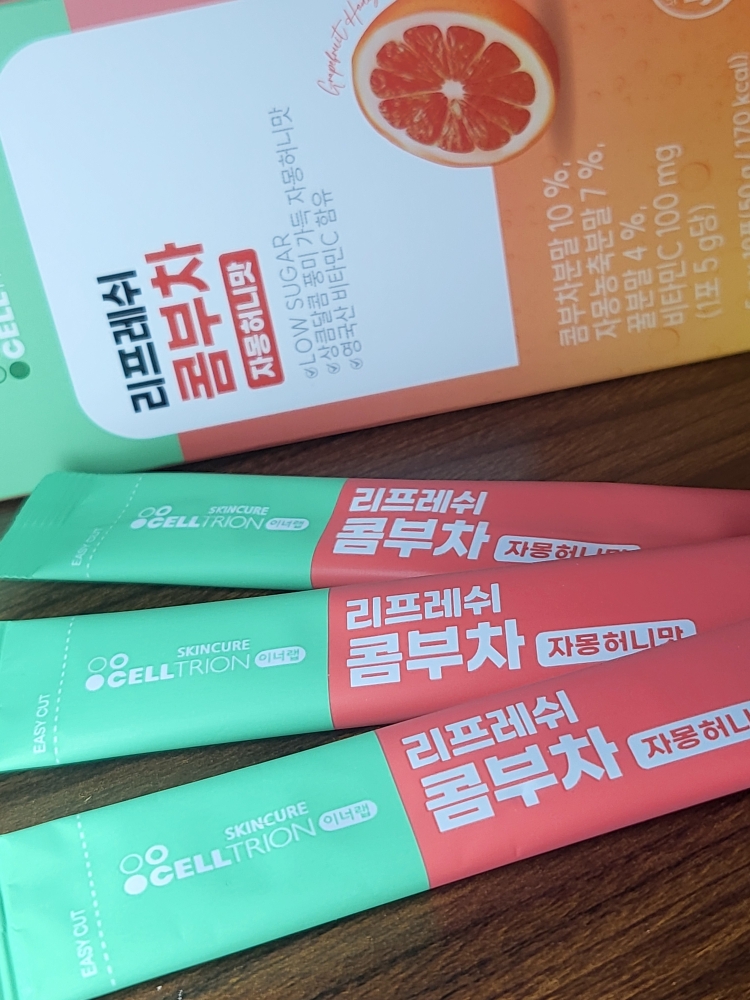 Grapefruit
CELL
리프레쉬
콤부차
자몽허니맛
LOW SUGAR
상큼달콤 풍미 가득 자몽허니맛
영국산 비타민C 함유
콤부차분말 10 %,
자몽농축분말 7 %,
꿀분말 4 %,
비타민C 100 mg
(1포 5 g당)
170 kcal)
EASY CUT
SKINCURE
CELLTRION 이너랩
리프레쉬
콤부차 자몽허니맛
EASY CUT
SKINCURE
CELLTRION 이너랩
리프레쉬
콤부차 자몽허니맛
EASY CUT
SKINCURE
CELLTRION 이너랩
리프레쉬
콤부차 자몽허니